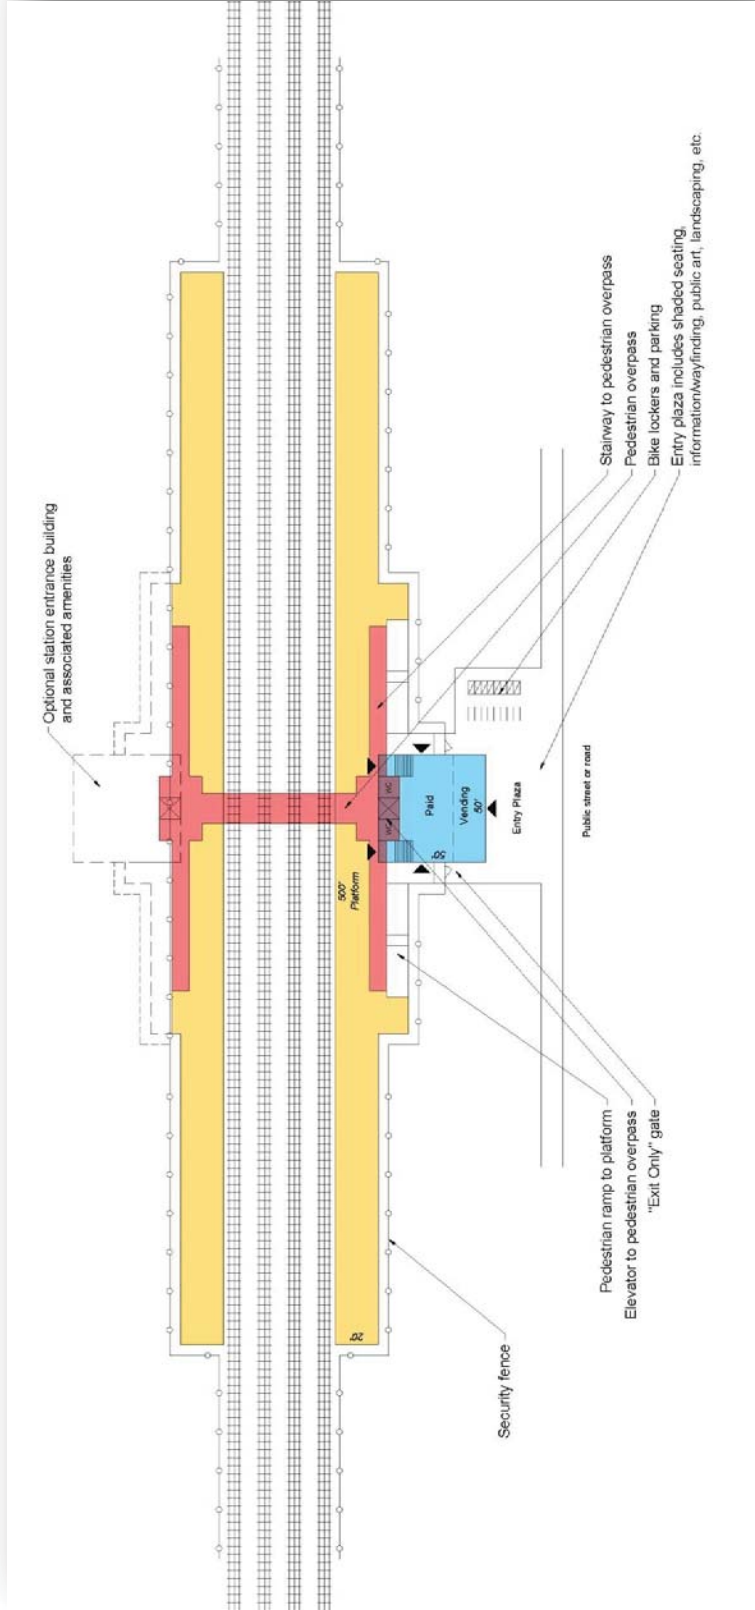 Optional station entrance building
and associated amenities
Stairway to pedestrian overpass
Pedestrian overpass
Bike lockers and parking
Entry plaza includes shaded seating,
information/wayfinding, public art, landscaping, etc.
500'
Platform
20'
WC
WC
Paid
Vending
50'
50'
Entry Plaza
Public street or road
Pedestrian ramp to platform
Elevator to pedestrian overpass
"Exit Only" gate
Security fence